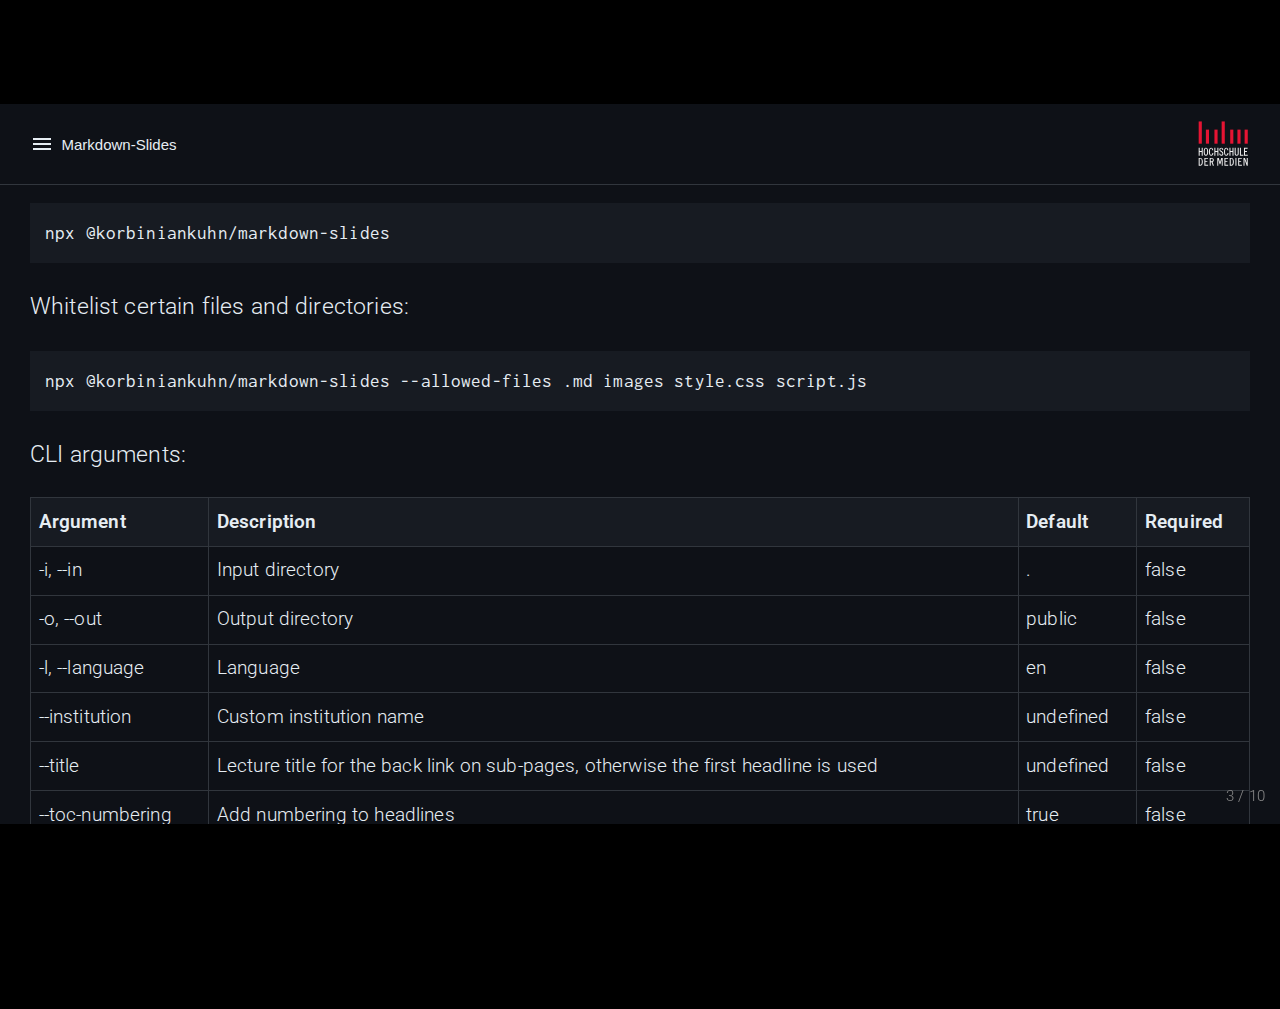 Markdown-Slides
HOCHSCHULE
DER MEDIEN
npx @korbiniankuhn/markdown-slides
Whitelist certain files and directories:
npx @korbiniankuhn/markdown-slides --allowed-files .md images style.css script.js
CLI arguments:
Argument Description Default Required
-i, --in Input directory . false
-o, --out Output directory public false
-l, --language Language en false
--institution Custom institution name undefined false
--title Lecture title for the back link on sub-pages, otherwise the first headline is used undefined false
--toc-numbering Add numbering to headlines true false
3 / 10